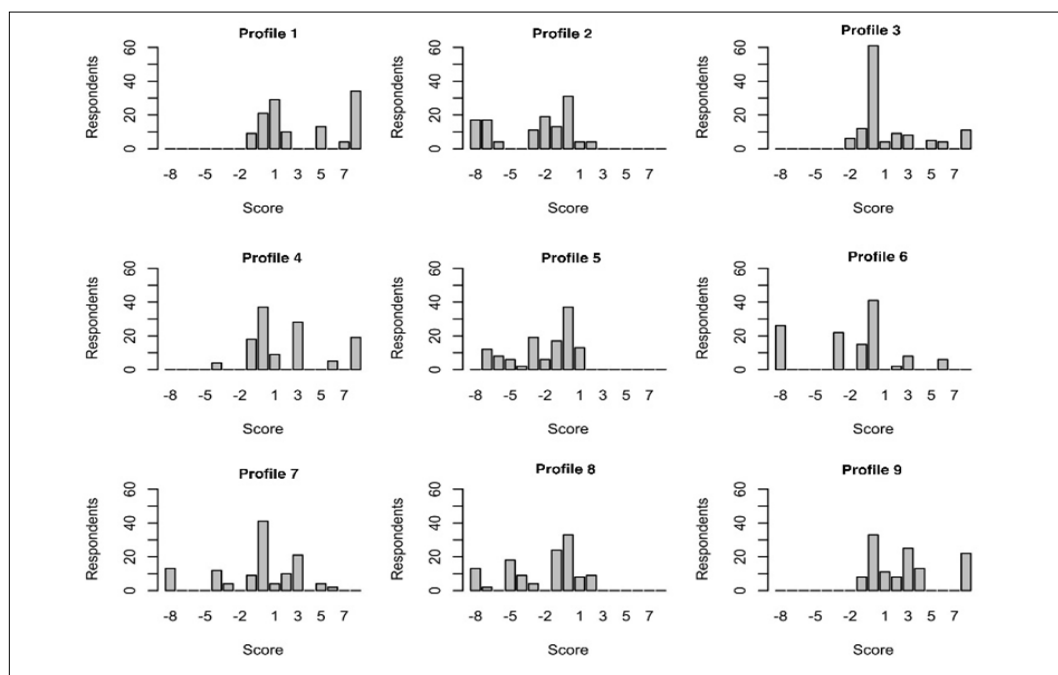 Profile 1
Respondents
0 20 40 60
-8 -5 -2 1 3 5 7
Score
Profile 2
Respondents
0 20 40 60
-8 -5 -2 1 3 5 7
Score
Profile 3
Respondents
0 20 40 60
-8 -5 -2 1 3 5 7
Score
Profile 4
Respondents
0 20 40 60
-8 -5 -2 1 3 5 7
Score
Profile 5
Respondents
0 20 40 60
-8 -5 -2 1 3 5 7
Score
Profile 6
Respondents
0 20 40 60
-8 -5 -2 1 3 5 7
Score
Profile 7
Respondents
0 20 40 60
-8 -5 -2 1 3 5 7
Score
Profile 8
Respondents
0 20 40 60
-8 -5 -2 1 3 5 7
Score
Profile 9
Respondents
0 20 40 60
-8 -5 -2 1 3 5 7
Score